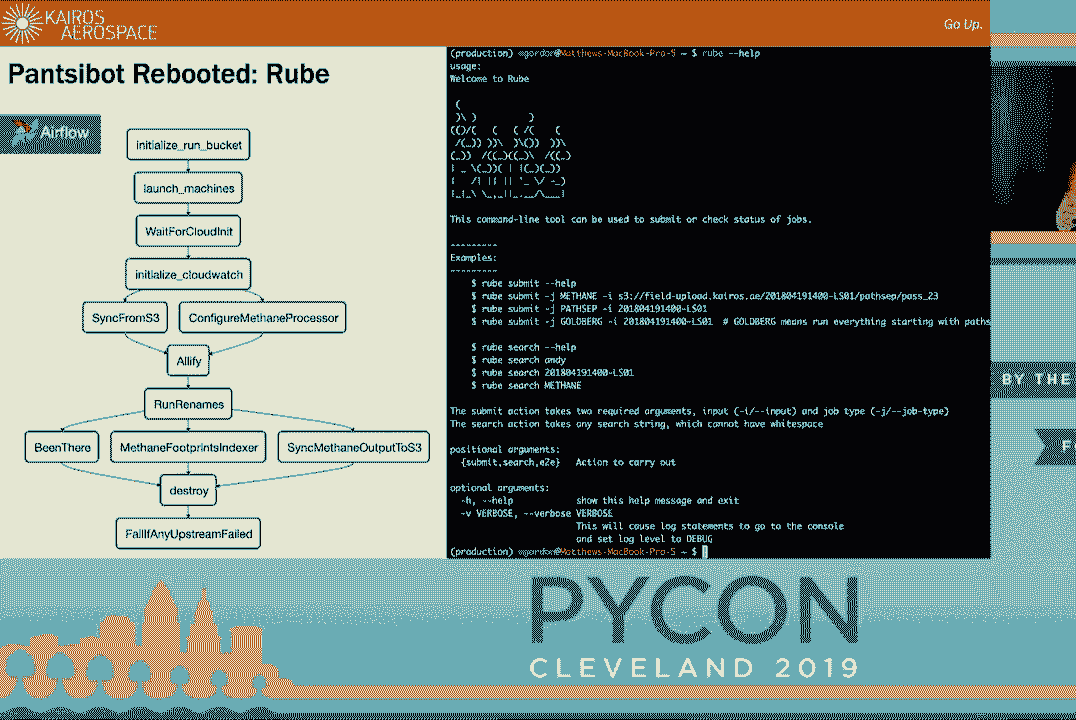 KAIROS
AEROSPACE
Go Up.
Pantsibot Rebooted: Rube
Airflow
initialize_run_bucket
launch_machines
WaitForCloudInit
initialize_cloudwatch
SyncFromS3
ConfigureMethaneProcessor
Allify
RunRenames
BeenThere
MethaneFootprintsIndexer
SyncMethaneOutputToS3
destroy
FailIfAnyUpstreamFailed
(production) mgordon@Matthews-MacBook-Pro-5 ~ $ rube --help
usage:
Welcome to Rube
This command-line tool can be used to submit or check status of jobs.
~~~~~~~~~
Examples:
~~~~~~~~~
$ rube submit --help
$ rube submit -j METHANE -i s3://field-upload.kairos.ae/201804191400-LS01/pathsep/pass_23
$ rube submit -j PATHSEP -i 201804191400-LS01
$ rube submit -j GOLDBERG -i 201804191400-LS01 # GOLDBERG means run everything starting with paths
$ rube search --help
$ rube search andy
$ rube search 201804191400-LS01
$ rube search METHANE
The submit action takes two required arguments, input (-i/--input) and job type (-j/--job-type)
The search action takes any search string, which cannot have whitespace
positional arguments:
{submit,search,e2e} Action to carry out
optional arguments:
-h, --help show this help message and exit
-v VERBOSE, --verbose VERBOSE
This will cause log statements to go to the console
and set log level to DEBUG
(production) mgordon@Matthews-MacBook-Pro-5 ~ $
BY THE
F
PYCON
CLEVELAND 2019